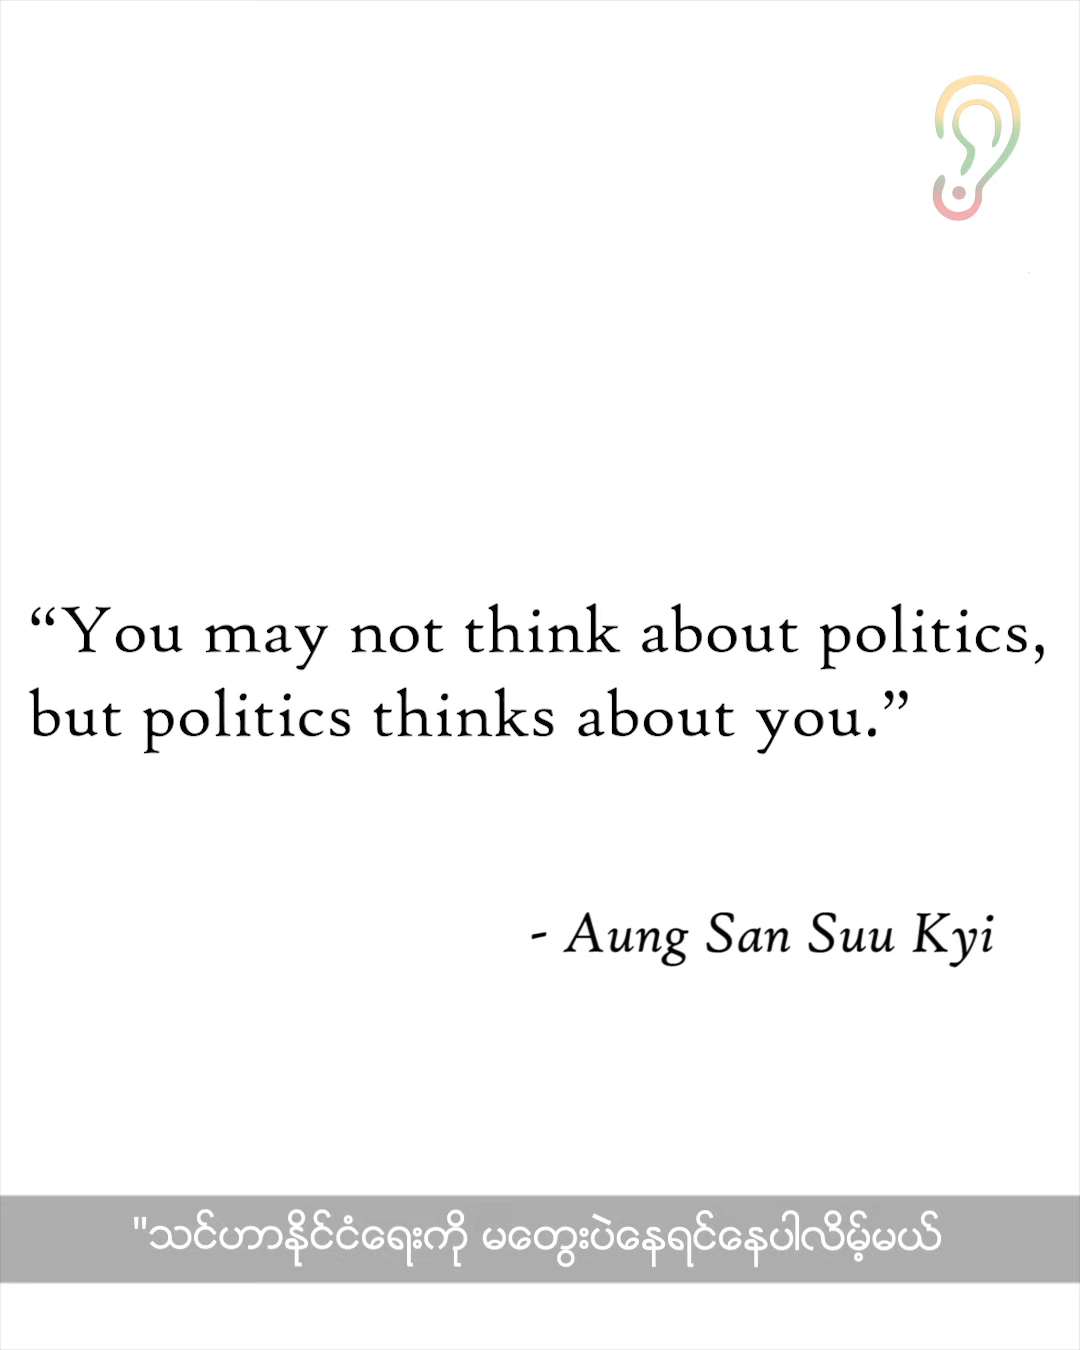 “You may not think about politics,
but politics thinks about you.”
- Aung San Suu Kyi
"သင်ဟာနိုင်ငံရေးကို မတွေးပဲနေရင်နေပါလိမ့်မယ်